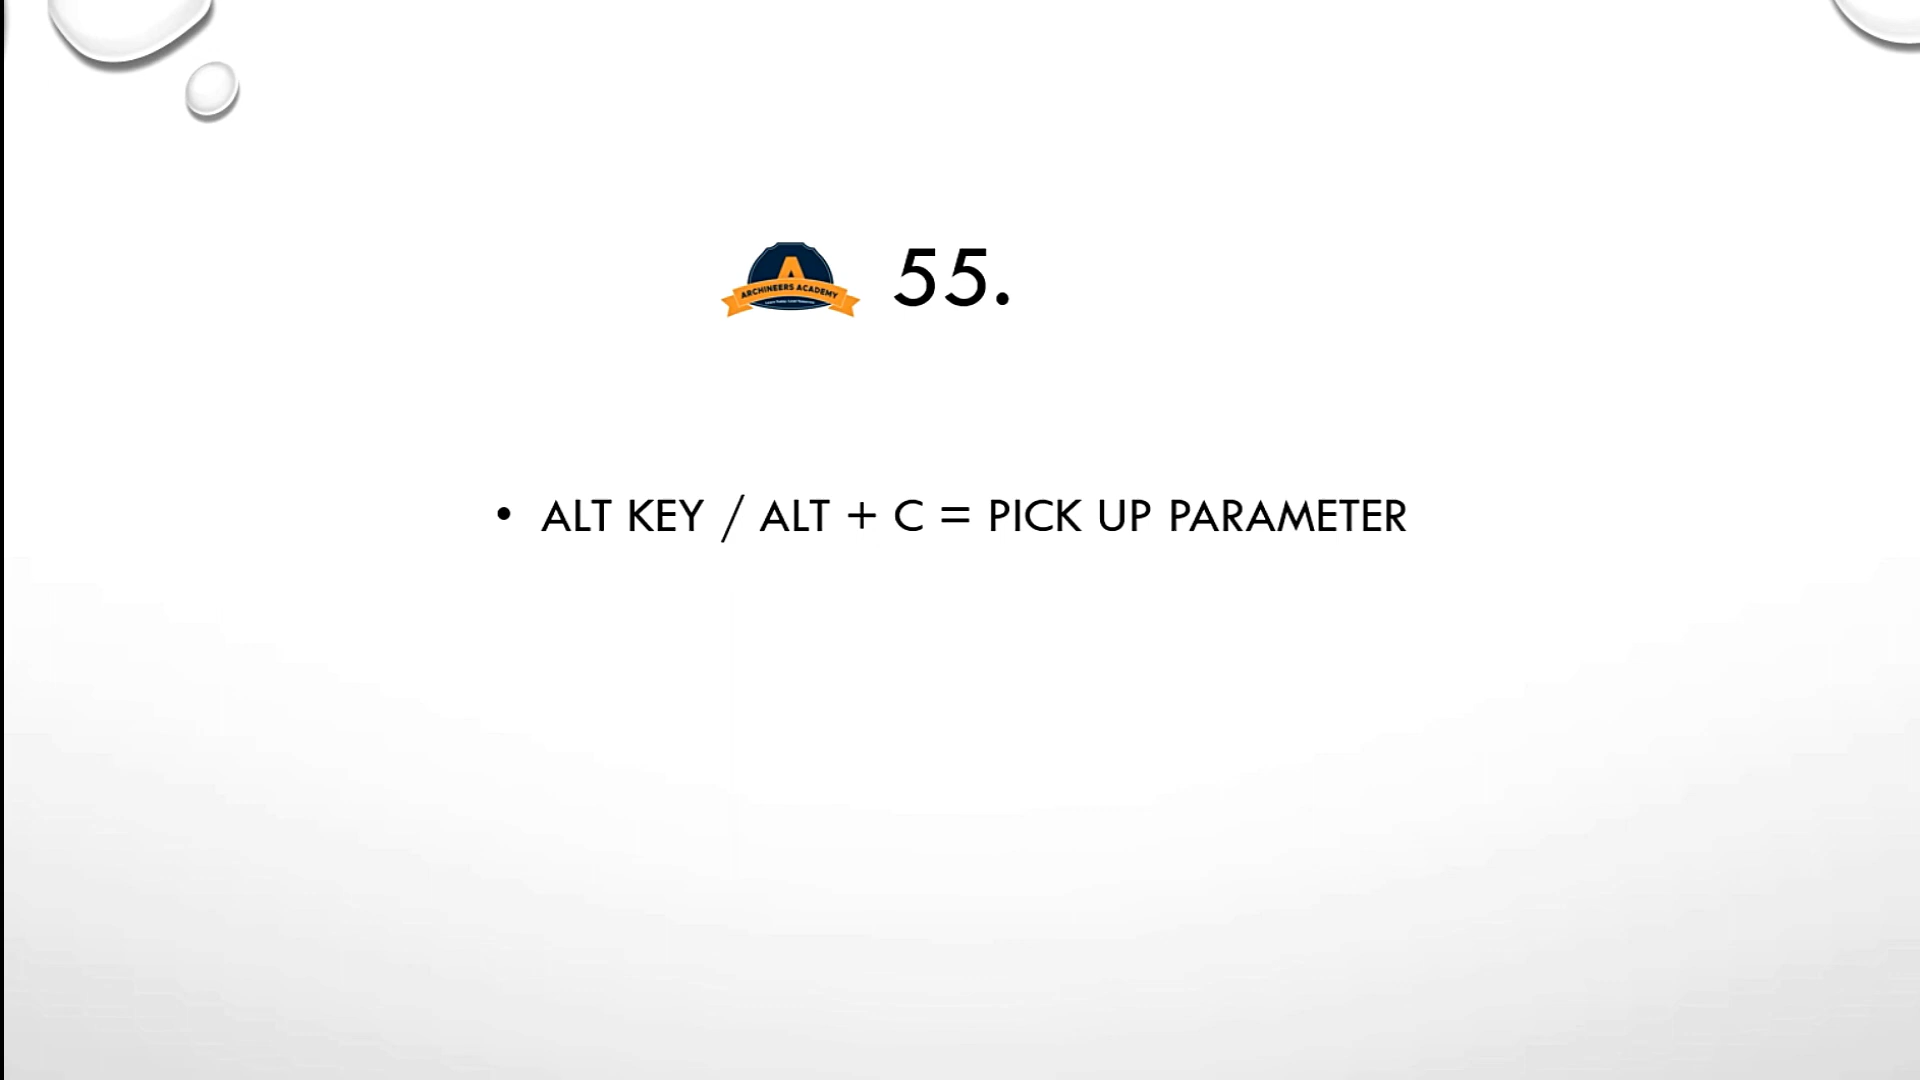 ARCHINEERS ACADEMY
55.
• ALT KEY / ALT + C = PICK UP PARAMETER